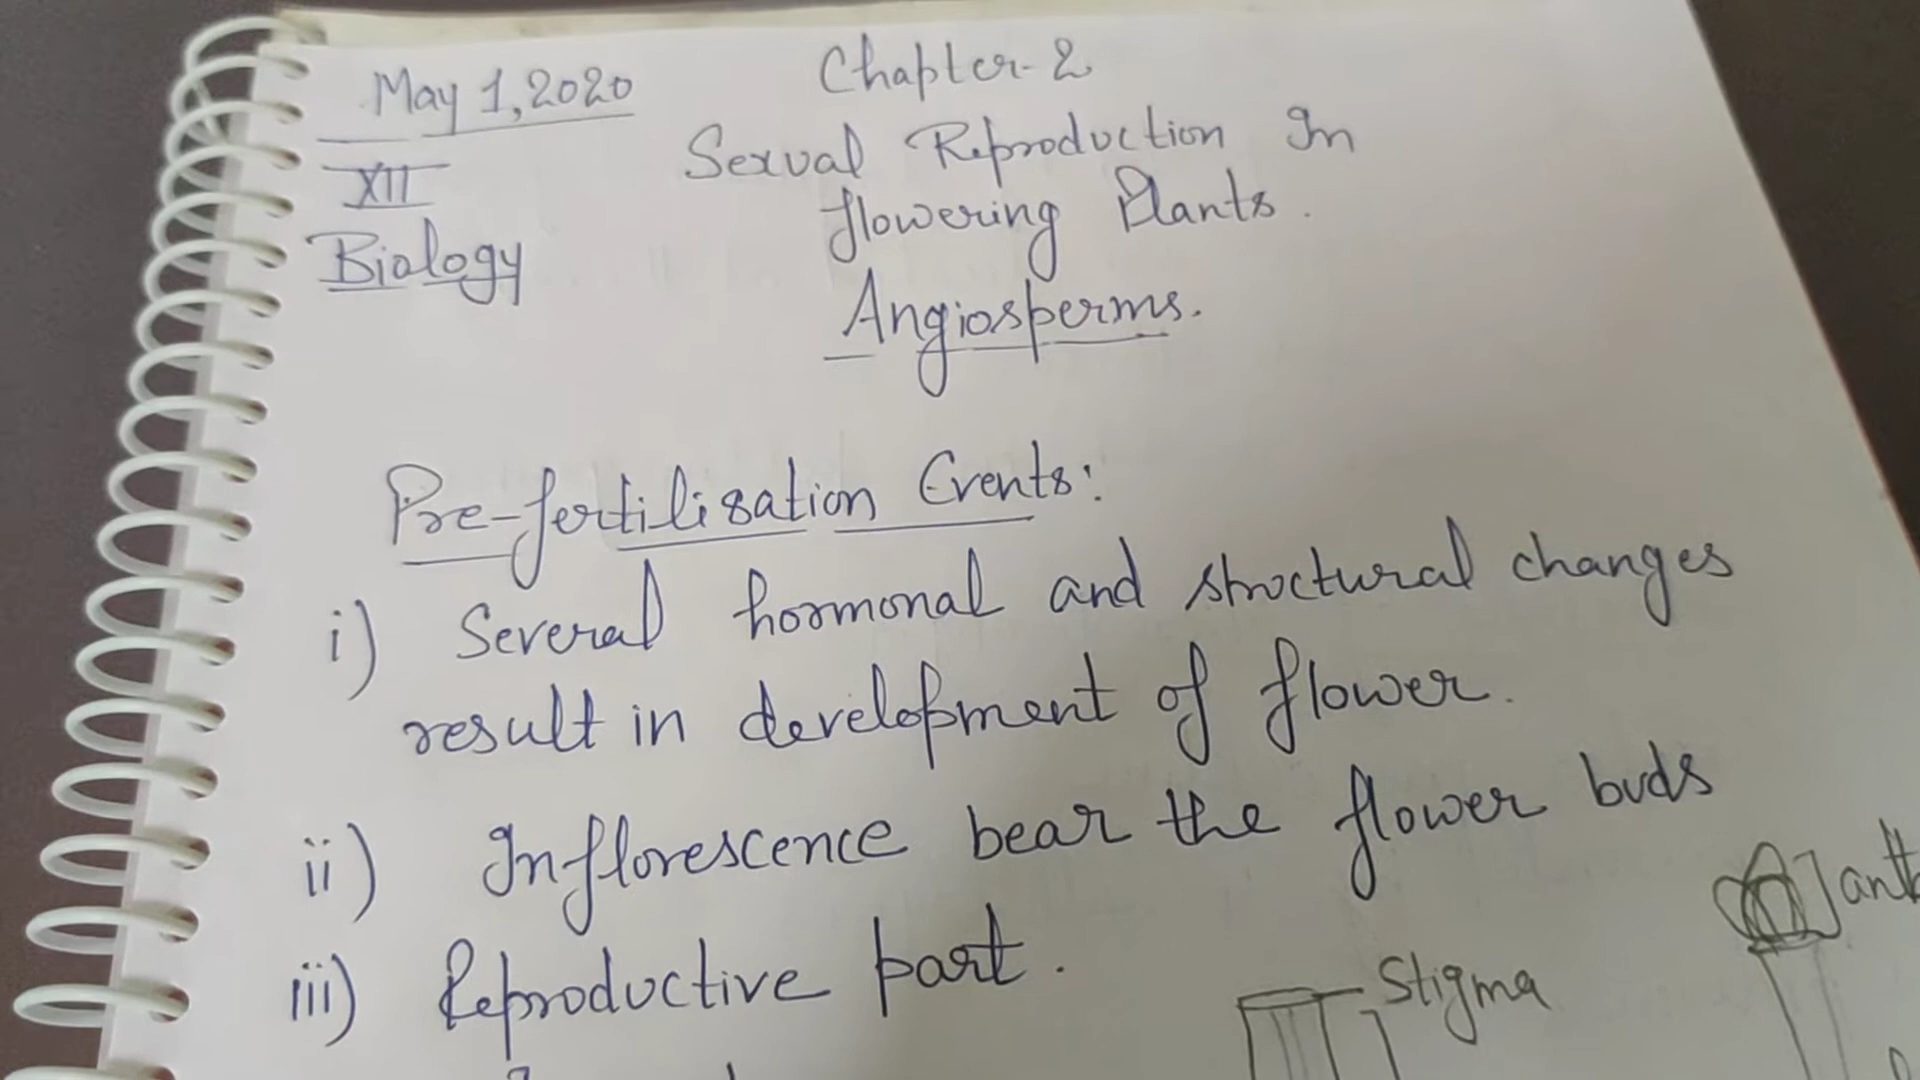 May 1, 2020
XII
Biology
Chapter-2
Sexual Reproduction In
flowering Plants.
Angiosperms.
Pre-fertilisation Events:
i) Several hormonal and structural changes
result in development of flower.
ii) Inflorescence bear the flower buds
iii) Reproductive part.
Stigma